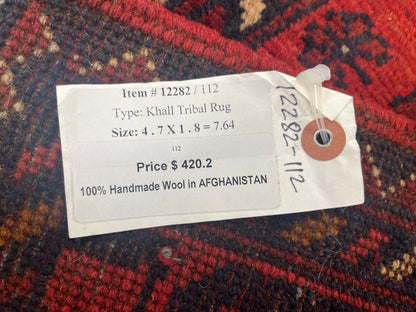 Item # 12282 / 112
Type: Khall Tribal Rug
Size: 4 . 7 X 1 . 8 = 7.64
112
Price $ 420.2
100% Handmade Wool in AFGHANISTAN
12282-112